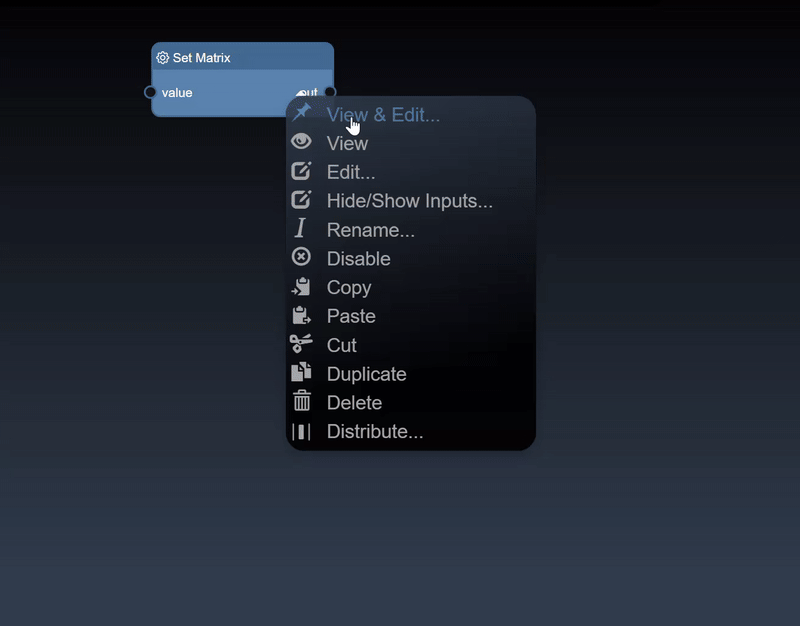 Set Matrix
value out
View & Edit...
View
Edit...
Hide/Show Inputs...
Rename...
Disable
Copy
Paste
Cut
Duplicate
Delete
Distribute...